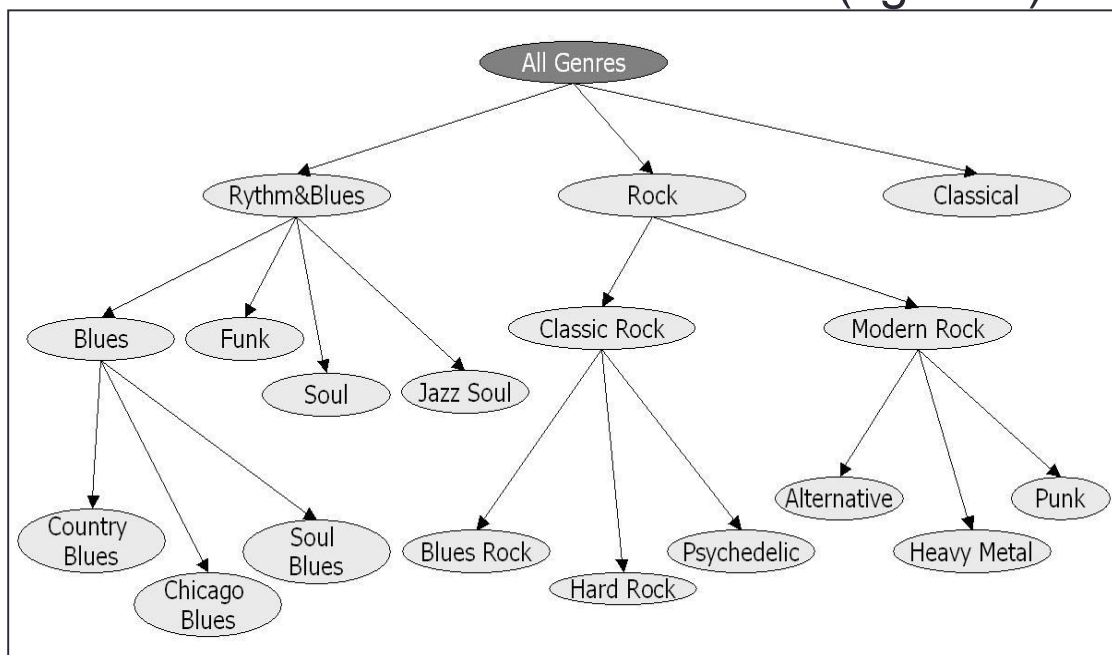 All Genres
Rythm&Blues
Rock
Classical
Blues
Funk
Soul
Jazz Soul
Classic Rock
Modern Rock
Country
Blues
Chicago
Blues
Soul
Blues
Blues Rock
Hard Rock
Psychedelic
Alternative
Heavy Metal
Punk